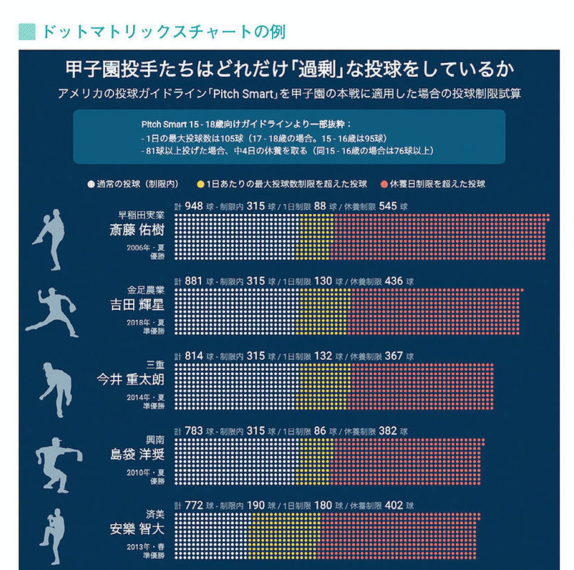 ドットマトリックスチャートの例
甲子園投手たちはどれだけ「過剰」な投球をしているか
アメリカの投球ガイドライン「Pitch Smart」を甲子園の本戦に適用した場合の投球制限試算
Pitch Smart 15 - 18歳向けガイドラインより一部抜粋：
- 1日の最大投球数は105球（17 - 18歳の場合。15 - 16歳は95球）
- 81球以上投げた場合、中4日の休養を取る（同15 - 16歳の場合は76球以上）
通常の投球（制限内） 1日あたりの最大投球数制限を超えた投球 休養日制限を超えた投球
計 948 球 - 制限内 315 球 / 1日制限 88 球 / 休養制限 545 球
早稲田実業
斎藤 佑樹
2006年・夏
優勝
計 881 球 - 制限内 315 球 / 1日制限 130 球 / 休養制限 436 球
金足農業
吉田 輝星
2018年・夏
準優勝
計 814 球 - 制限内 315 球 / 1日制限 132 球 / 休養制限 367 球
三重
今井 重太朗
2014年・夏
準優勝
計 783 球 - 制限内 315 球 / 1日制限 86 球 / 休養制限 382 球
興南
島袋 洋奨
2010年・夏
優勝
計 772 球 - 制限内 190 球 / 1日制限 180 球 / 休養制限 402 球
済美
安樂 智大
2013年・春
準優勝